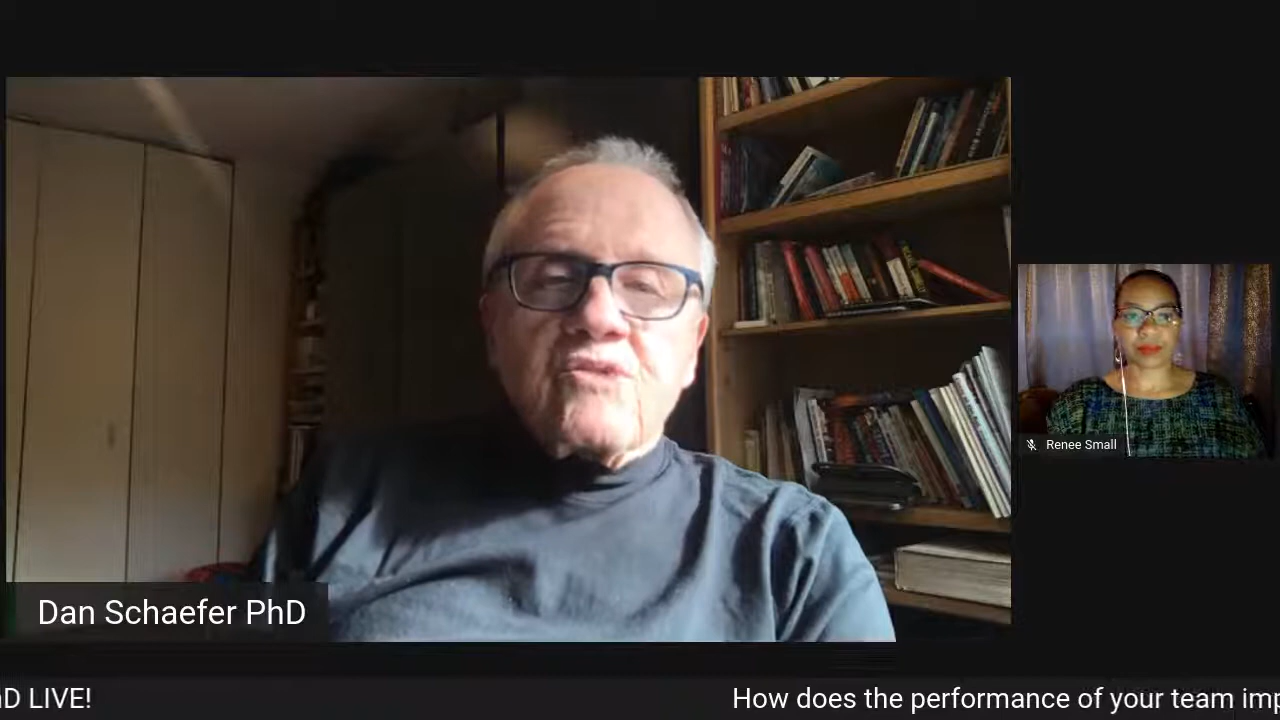 Renee Small
Dan Schaefer PhD
D LIVE!
How does the performance of your team imp